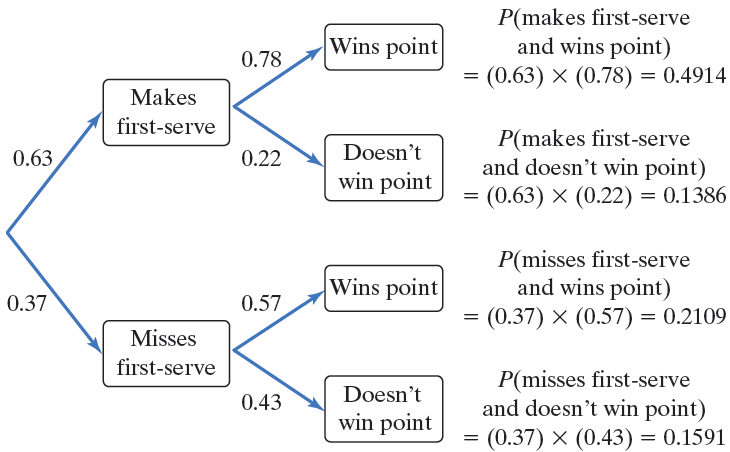 0.63
0.37
Makes
first-serve
Misses
first-serve
0.78
0.22
0.57
0.43
Wins point
Doesn’t
win point
Wins point
Doesn’t
win point
P(makes first-serve
and wins point)
= (0.63) × (0.78) = 0.4914
P(makes first-serve
and doesn’t win point)
= (0.63) × (0.22) = 0.1386
P(misses first-serve
and wins point)
= (0.37) × (0.57) = 0.2109
P(misses first-serve
and doesn’t win point)
= (0.37) × (0.43) = 0.1591